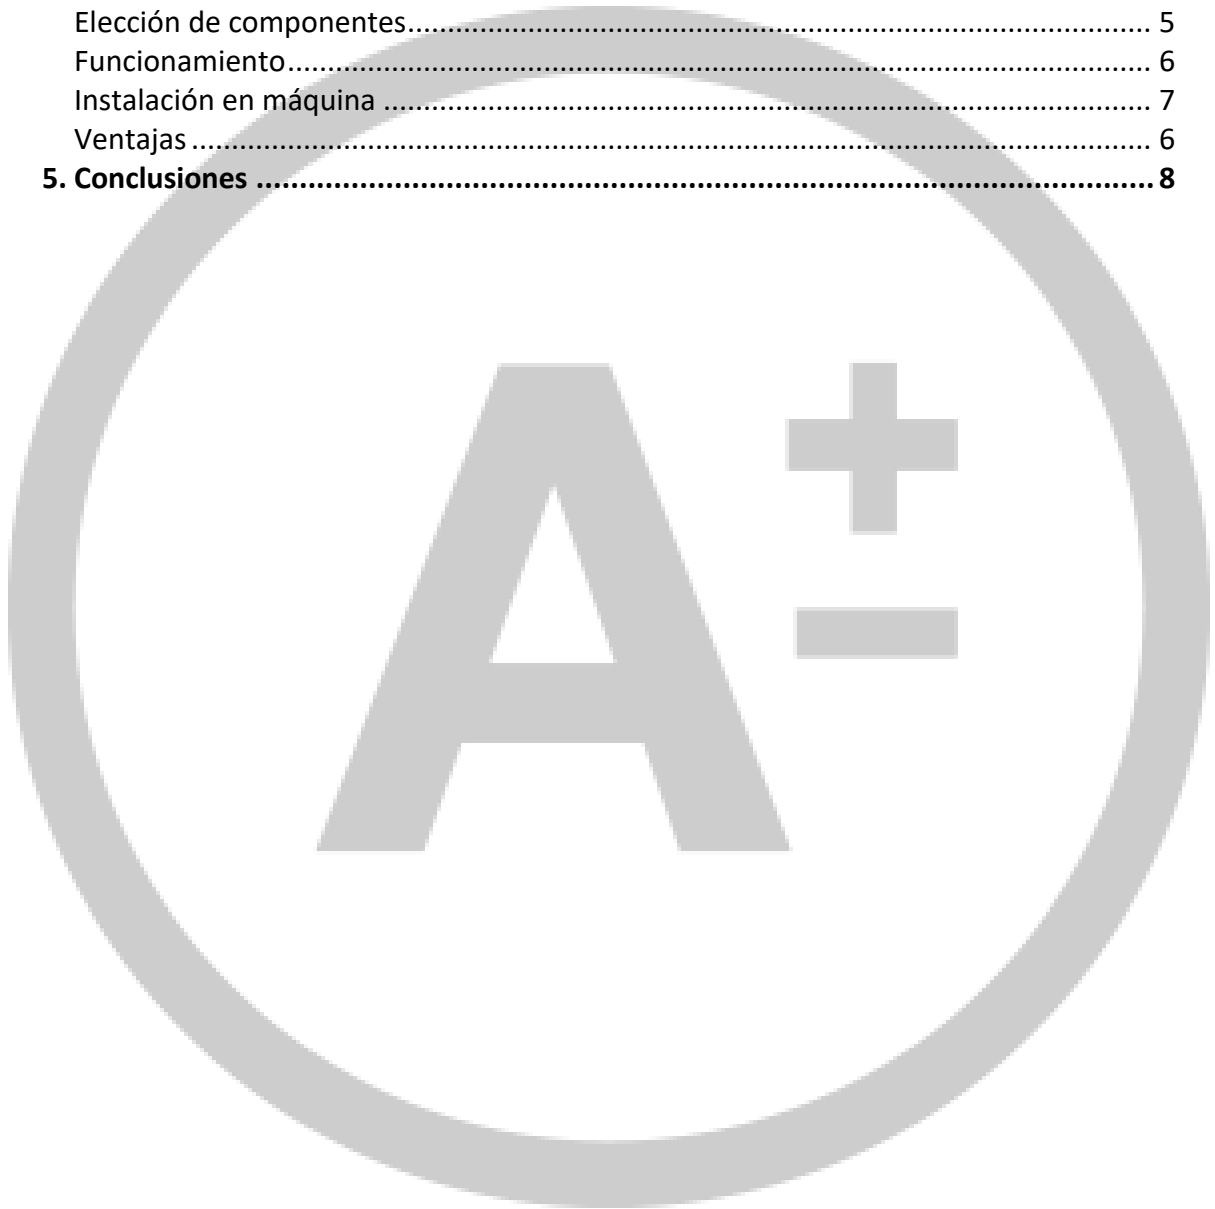 Elección de componentes........................................................................................ 5
Funcionamiento....................................................................................................... 6
Instalación en máquina ........................................................................................... 7
Ventajas ................................................................................................................... 6
5. Conclusiones ........................................................................................................ 8
A+
-